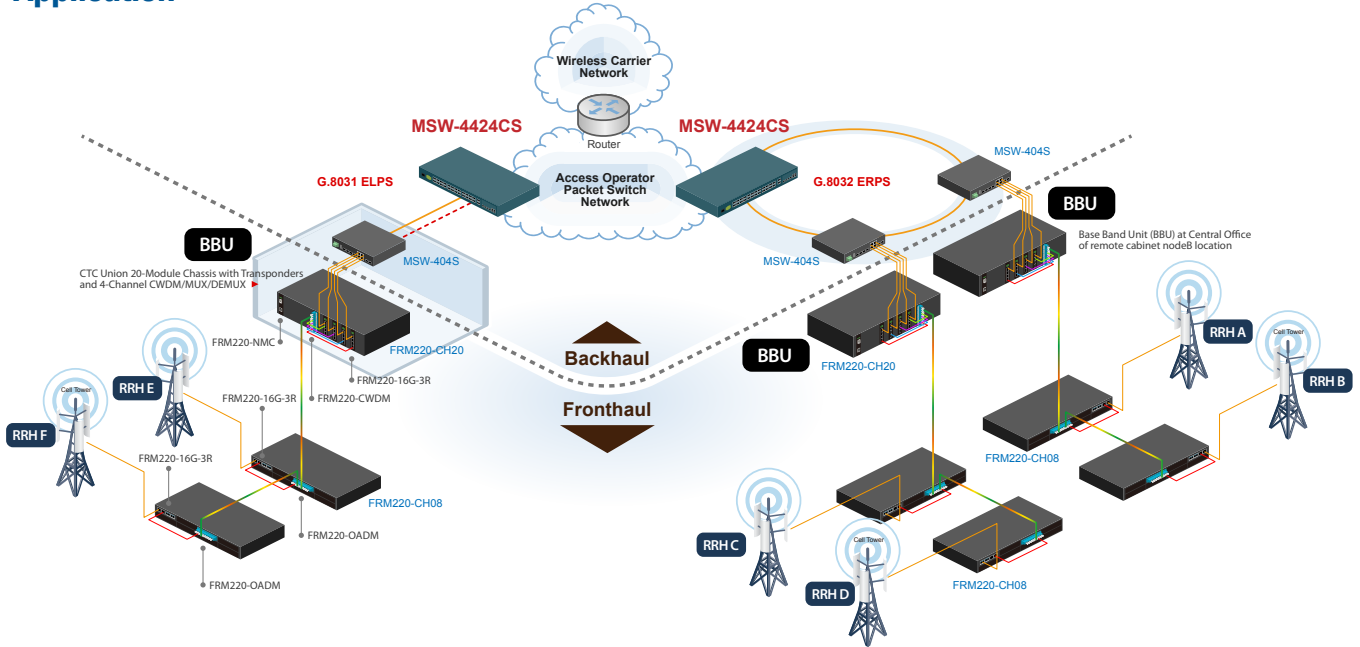 Application
Wireless Carrier
Network
Router
MSW-4424CS
MSW-4424CS
Access Operator
Packet Switch
Network
G.8031 ELPS
G.8032 ERPS
MSW-404S
BBU
BBU
Base Band Unit (BBU) at Central Office
of remote cabinet nodeB location
MSW-404S
MSW-404S
CTC Union 20-Module Chassis with Transponders
and 4-Channel CWDM/MUX/DEMUX
FRM220-NMC
FRM220-CH20
FRM220-16G-3R
FRM220-CWDM
Backhaul
Fronthaul
BBU
FRM220-CH20
RRH A
Cell Tower
RRH B
RRH E
Cell Tower
RRH F
FRM220-16G-3R
FRM220-16G-3R
FRM220-CH08
FRM220-OADM
FRM220-OADM
FRM220-CH08
RRH C
Cell Tower
RRH D
FRM220-CH08